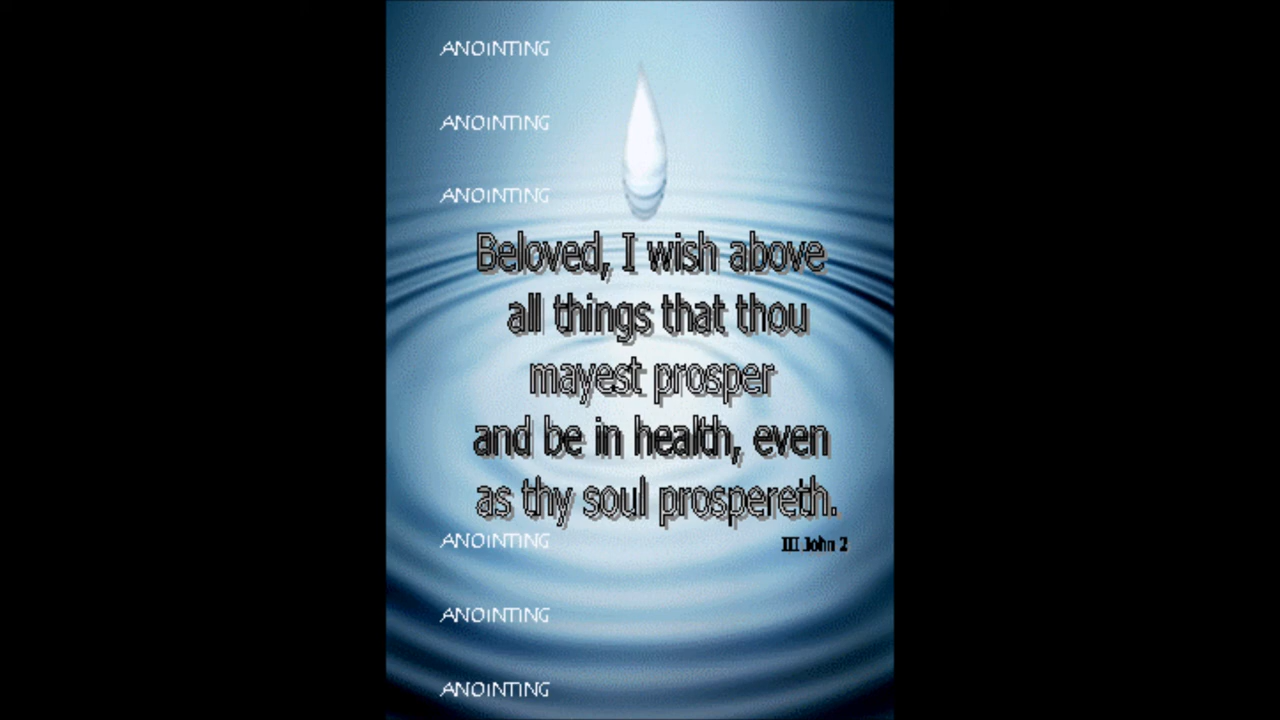 ANOINTING
ANOINTING
ANOINTING
Beloved, I wish above
all things that thou
mayest prosper
and be in health, even
as thy soul prospereth.
ANOINTING
III John 2
ANOINTING
ANOINTING